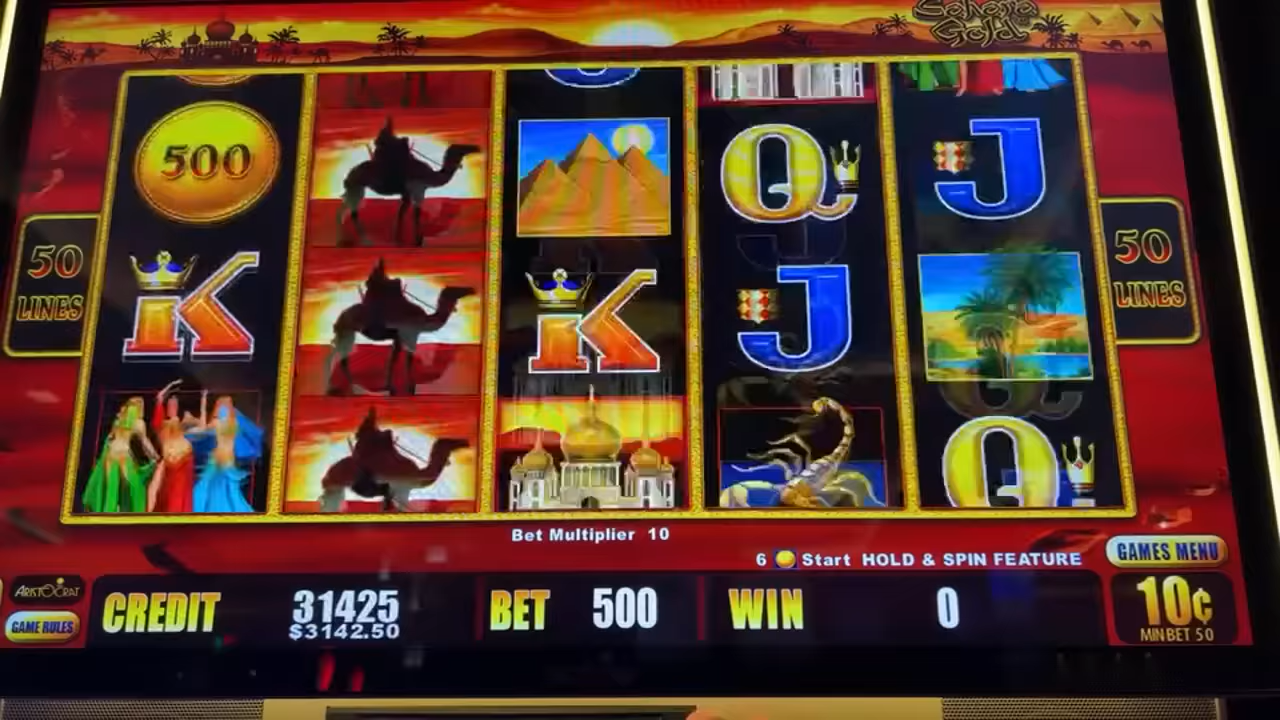 Sahara
Gold
500
Q
J
50
LINES
K
K
J
50
LINES
Q
Bet Multiplier 10
6 Start HOLD & SPIN FEATURE
GAMES MENU
ARISTOCRAT
GAME RULES
CREDIT 31425
$3142.50
BET 500
WIN 0
10¢
MIN BET 50